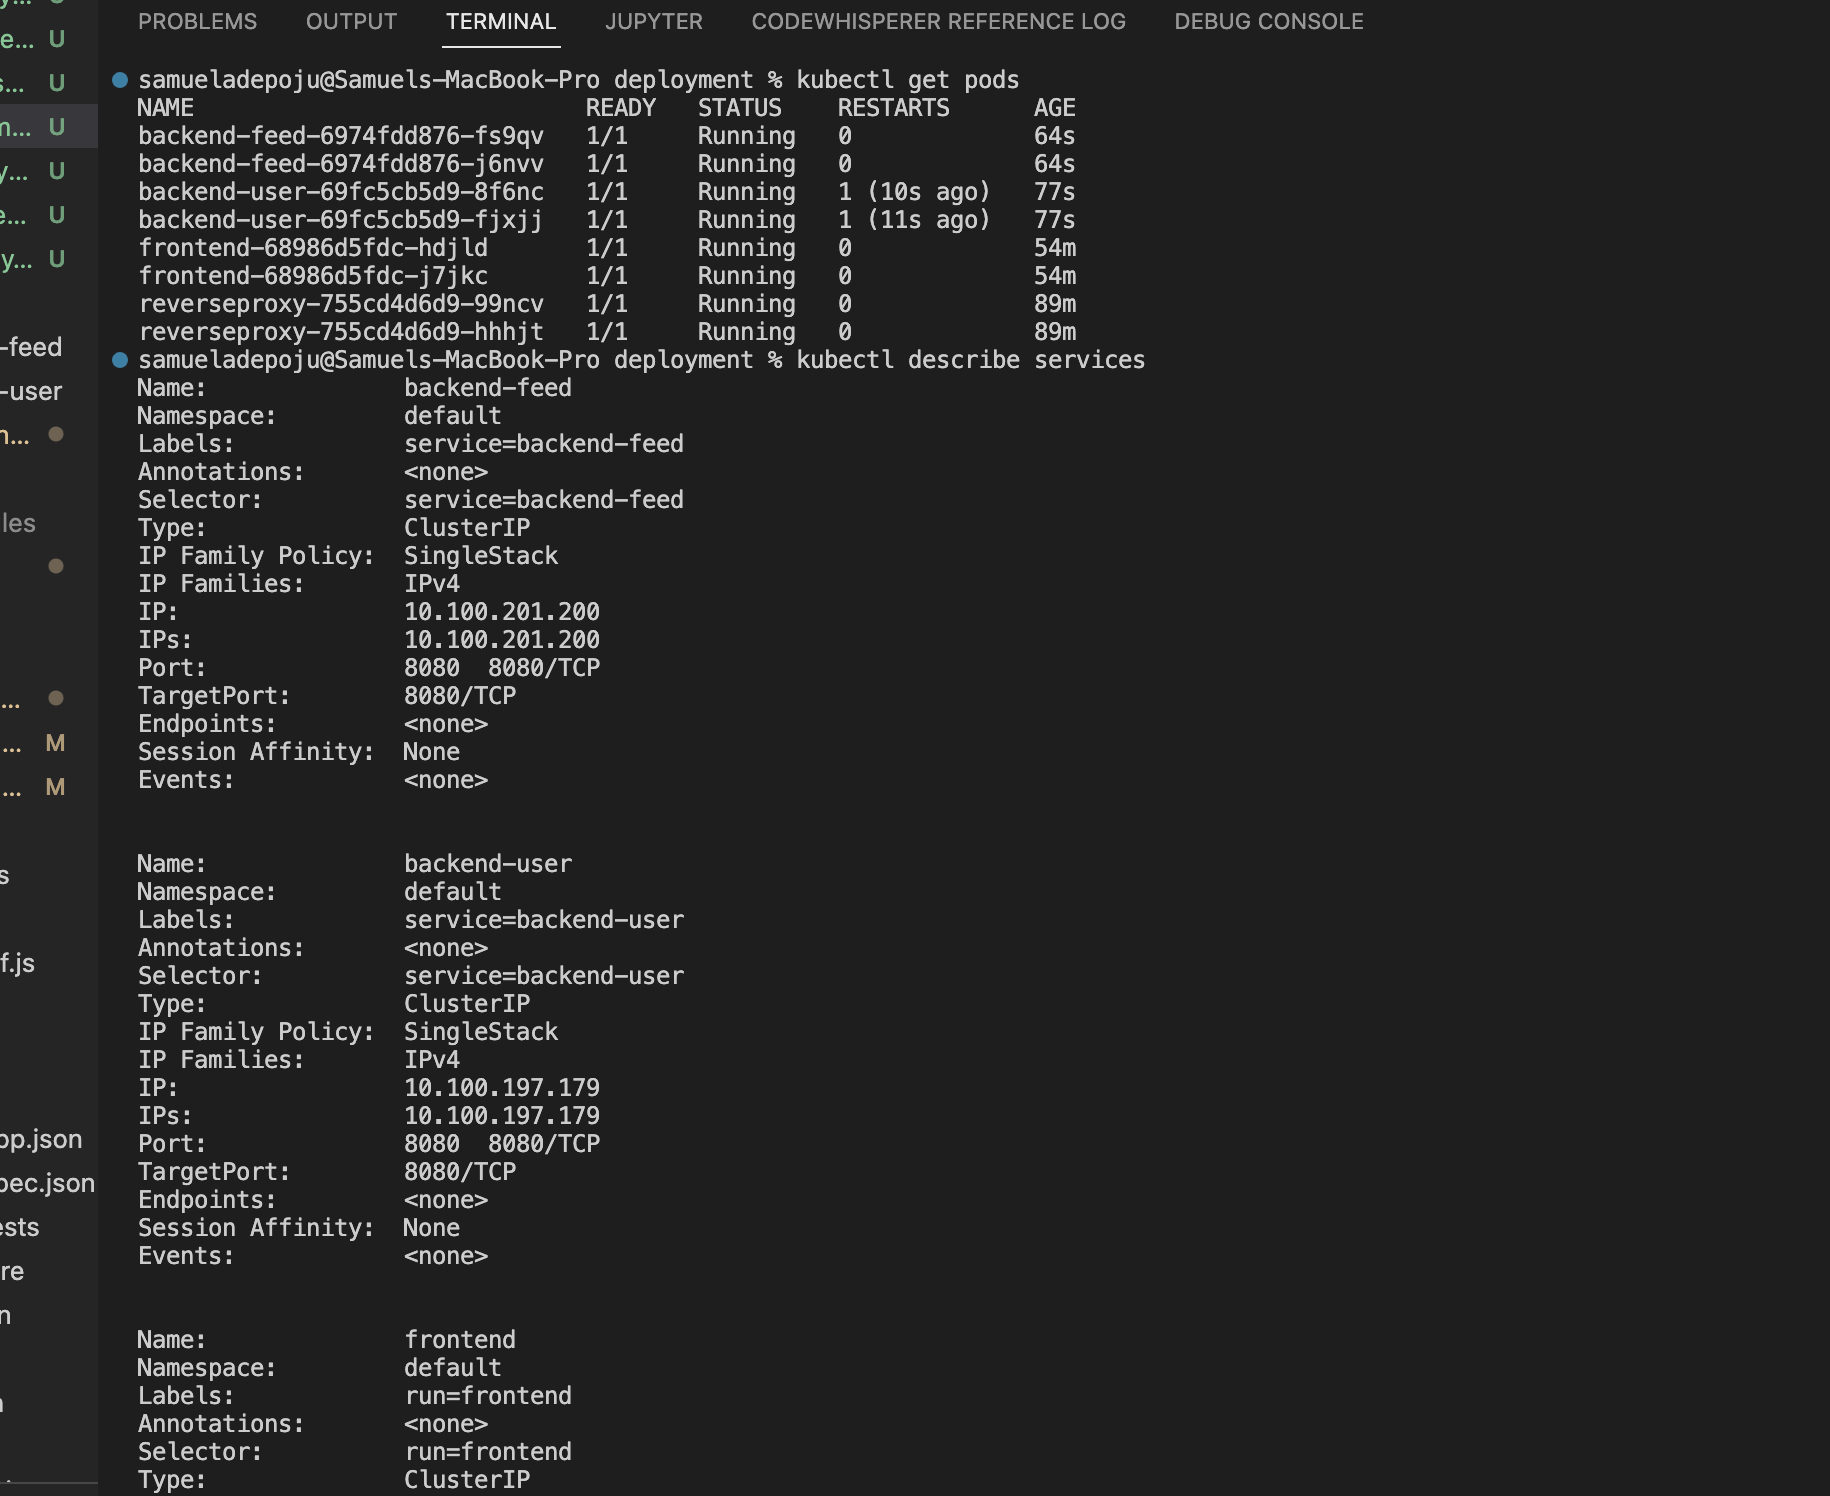 PROBLEMS OUTPUT TERMINAL JUPYTER CODEWHISPERER REFERENCE LOG DEBUG CONSOLE
samueladepoju@Samuels-MacBook-Pro deployment % kubectl get pods
NAME READY STATUS RESTARTS AGE
backend-feed-6974fdd876-fs9qv 1/1 Running 0 64s
backend-feed-6974fdd876-j6nvv 1/1 Running 0 64s
backend-user-69fc5cb5d9-8f6nc 1/1 Running 1 (10s ago) 77s
backend-user-69fc5cb5d9-fjxjj 1/1 Running 1 (11s ago) 77s
frontend-68986d5fdc-hdjld 1/1 Running 0 54m
frontend-68986d5fdc-j7jkc 1/1 Running 0 54m
reverseproxy-755cd4d6d9-99ncv 1/1 Running 0 89m
reverseproxy-755cd4d6d9-hhhjt 1/1 Running 0 89m
samueladepoju@Samuels-MacBook-Pro deployment % kubectl describe services
Name: backend-feed
Namespace: default
Labels: service=backend-feed
Annotations: <none>
Selector: service=backend-feed
Type: ClusterIP
IP Family Policy: SingleStack
IP Families: IPv4
IP: 10.100.201.200
IPs: 10.100.201.200
Port: 8080 8080/TCP
TargetPort: 8080/TCP
Endpoints: <none>
Session Affinity: None
Events: <none>
Name: backend-user
Namespace: default
Labels: service=backend-user
Annotations: <none>
Selector: service=backend-user
Type: ClusterIP
IP Family Policy: SingleStack
IP Families: IPv4
IP: 10.100.197.179
IPs: 10.100.197.179
Port: 8080 8080/TCP
TargetPort: 8080/TCP
Endpoints: <none>
Session Affinity: None
Events: <none>
Name: frontend
Namespace: default
Labels: run=frontend
Annotations: <none>
Selector: run=frontend
Type: ClusterIP
e... U
s... U
U
y... U
e... U
y... U
-feed
-user
n...
les
...
... M
... M
s
f.js
pp.json
pec.json
ests
re
n